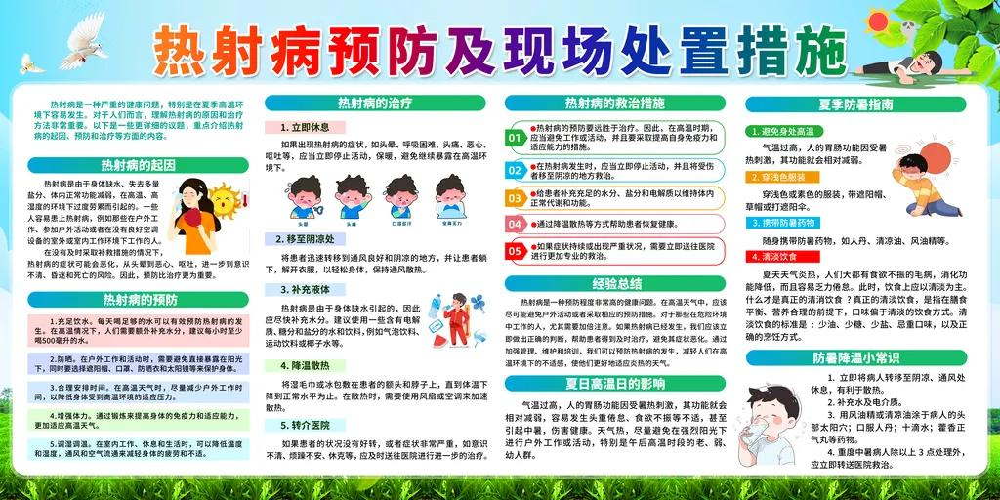 热射病预防及现场处置措施
热射病是一种严重的健康问题，特别是在夏季高温环
境下容易发生。对于人们而言，理解热射病的原因和治疗
方法非常重要。以下是一些更详细的议题，重点介绍热射
病的起因、预防和治疗等方面的内容。
热射病的起因
热射病是由于身体缺水、失去多量
盐分、体内正常功能减弱，在高温、高
湿度的环境下过度劳累而引起的。一些
人容易患上热射病，例如那些在户外工
作、参加户外活动或者在没有良好空调
设备的室外或室内工作环境下工作的人。
在没有及时采取补救措施的情况下，
热射病的症状可能会恶化，从头晕到恶心、呕吐，进一步到意识
不清、昏迷和死亡的风险。因此，预防比治疗更为重要。
热射病的预防
1.充足饮水。每天喝足够的水可以有效预防热射病的发
生。在高温情况下，人们需要额外补充水分，建议每小时至少
喝500毫升的水。
2.防晒。在户外工作和活动时，需要避免直接暴露在阳光
下，同时要选择遮阳帽、口罩、防晒衣和太阳镜等来保护身体。
3.合理安排时间。在高温天气时，尽量减少户外工作时
间，以降低身体受到高温环境的适应压力。
4.增强体力。通过锻炼来提高身体的免疫力和适应能力，
更加适应高温天气。
5.调湿调温。在室内工作、休息和生活时，可以降低温度
和湿度，通风和空气流通来减轻身体的疲劳和不适。
热射病的治疗
1. 立即休息
如果出现热射病的症状，如头晕、呼吸困难、头痛、恶心、
呕吐等，应当立即停止活动，保暖，避免继续暴露在高温环
境下。
头晕
头痛
口渴多汗
全身无力
2. 移至阴凉处
将患者迅速转移到通风良好和阴凉的地方，并让患者躺
下，解开衣服，以轻松身体，保持通风散热。
3. 补充液体
热射病是由于身体缺水引起的，因此
应尽快补充水分。建议使用一些含有电解
质、糖分和盐分的水和饮料，例如气泡饮料、
运动饮料或椰子水等。
4. 降温散热
将湿毛巾或冰包敷在患者的额头和脖子上，直到体温下
降到正常水平为止。在散热时，需要使用风扇或空调来加速
散热。
5. 转介医院
如果患者的状况没有好转，或者症状非常严重，如意识
不清、烦躁不安、休克等，应及时送往医院进行进一步的治疗。
热射病的救治措施
01
●热射病的预防要远胜于治疗。因此，在高温时期，
应当避免工作或活动，并且要采取提高自身免疫力和
适应能力的措施。
02
●在热射病发生时，应当立即停止活动，并且将受伤
者移至阴凉的地方救治。
03
●给患者补充充足的水分、盐分和电解质以维持体内
正常代谢和功能。
04
●通过降温散热等方式帮助患者恢复健康。
05
●如果症状持续或出现严重状况，需要立即送往医院
进行更加专业的救治。
经验总结
热射病是一种预防程度非常高的健康问题。在高温天气中，应该
尽可能避免户外活动或者采取相应的预防措施。对于那些在危险环境
中工作的人，尤其需要加倍注意。如果热射病已经发生，我们应该立
即做出正确的判断，帮助患者得到及时治疗，避免其症状恶化。通过
加强管理、维护和培训，我们可以预防热射病的发生，减轻人们在高
温环境下的不适感，使他们更好地适应炎热的天气。
夏日高温日的影响
气温过高，人的胃肠功能因受暑热刺激，其功能就会
相对减弱，容易发生头重倦怠、食欲不振等不适，甚至
引起中暑，伤害健康。天气热，尽量避免在强烈阳光下
进行户外工作或活动，特别是午后高温时段的老、弱、
幼人群。
夏季防暑指南
1. 避免身处高温
气温过高，人的胃肠功能因受暑
热刺激，其功能就会相对减弱。
2. 穿浅色服装
穿浅色或素色的服装，带遮阳帽、
草帽或打遮阳伞。
3. 携带防暑药物
随身携带防暑药物，如人丹、清凉油、风油精等。
4. 清淡饮食
夏天天气炎热，人们大都有食欲不振的毛病，消化功
能降低，而且容易乏力倦怠。此时，饮食上应以清淡为主。
什么才是真正的清消饮食？真正的清淡饮食，是指在膳食
平衡、营养合理的前提下，口味偏于清淡的饮食方式。清
淡饮食的标准是：少油、少糖、少盐、忌重口味，以及正
确的烹饪方式。
防暑降温小常识
1. 立即将病人转移至阴凉、通风处
休息，有利于散热。
2. 补充水及电介质。
3. 用风油精或清凉油涂于病人的头
部太阳穴；口服人丹；十滴水；藿香正
气丸等药物。
4. 重度中暑病人除以上 3 点处理外，
应立即转送医院救治。